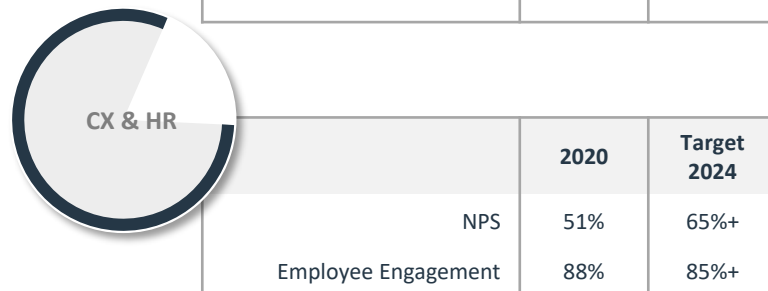 CX & HR
2020
Target
2024
NPS 51% 65%+
Employee Engagement 88% 85%+